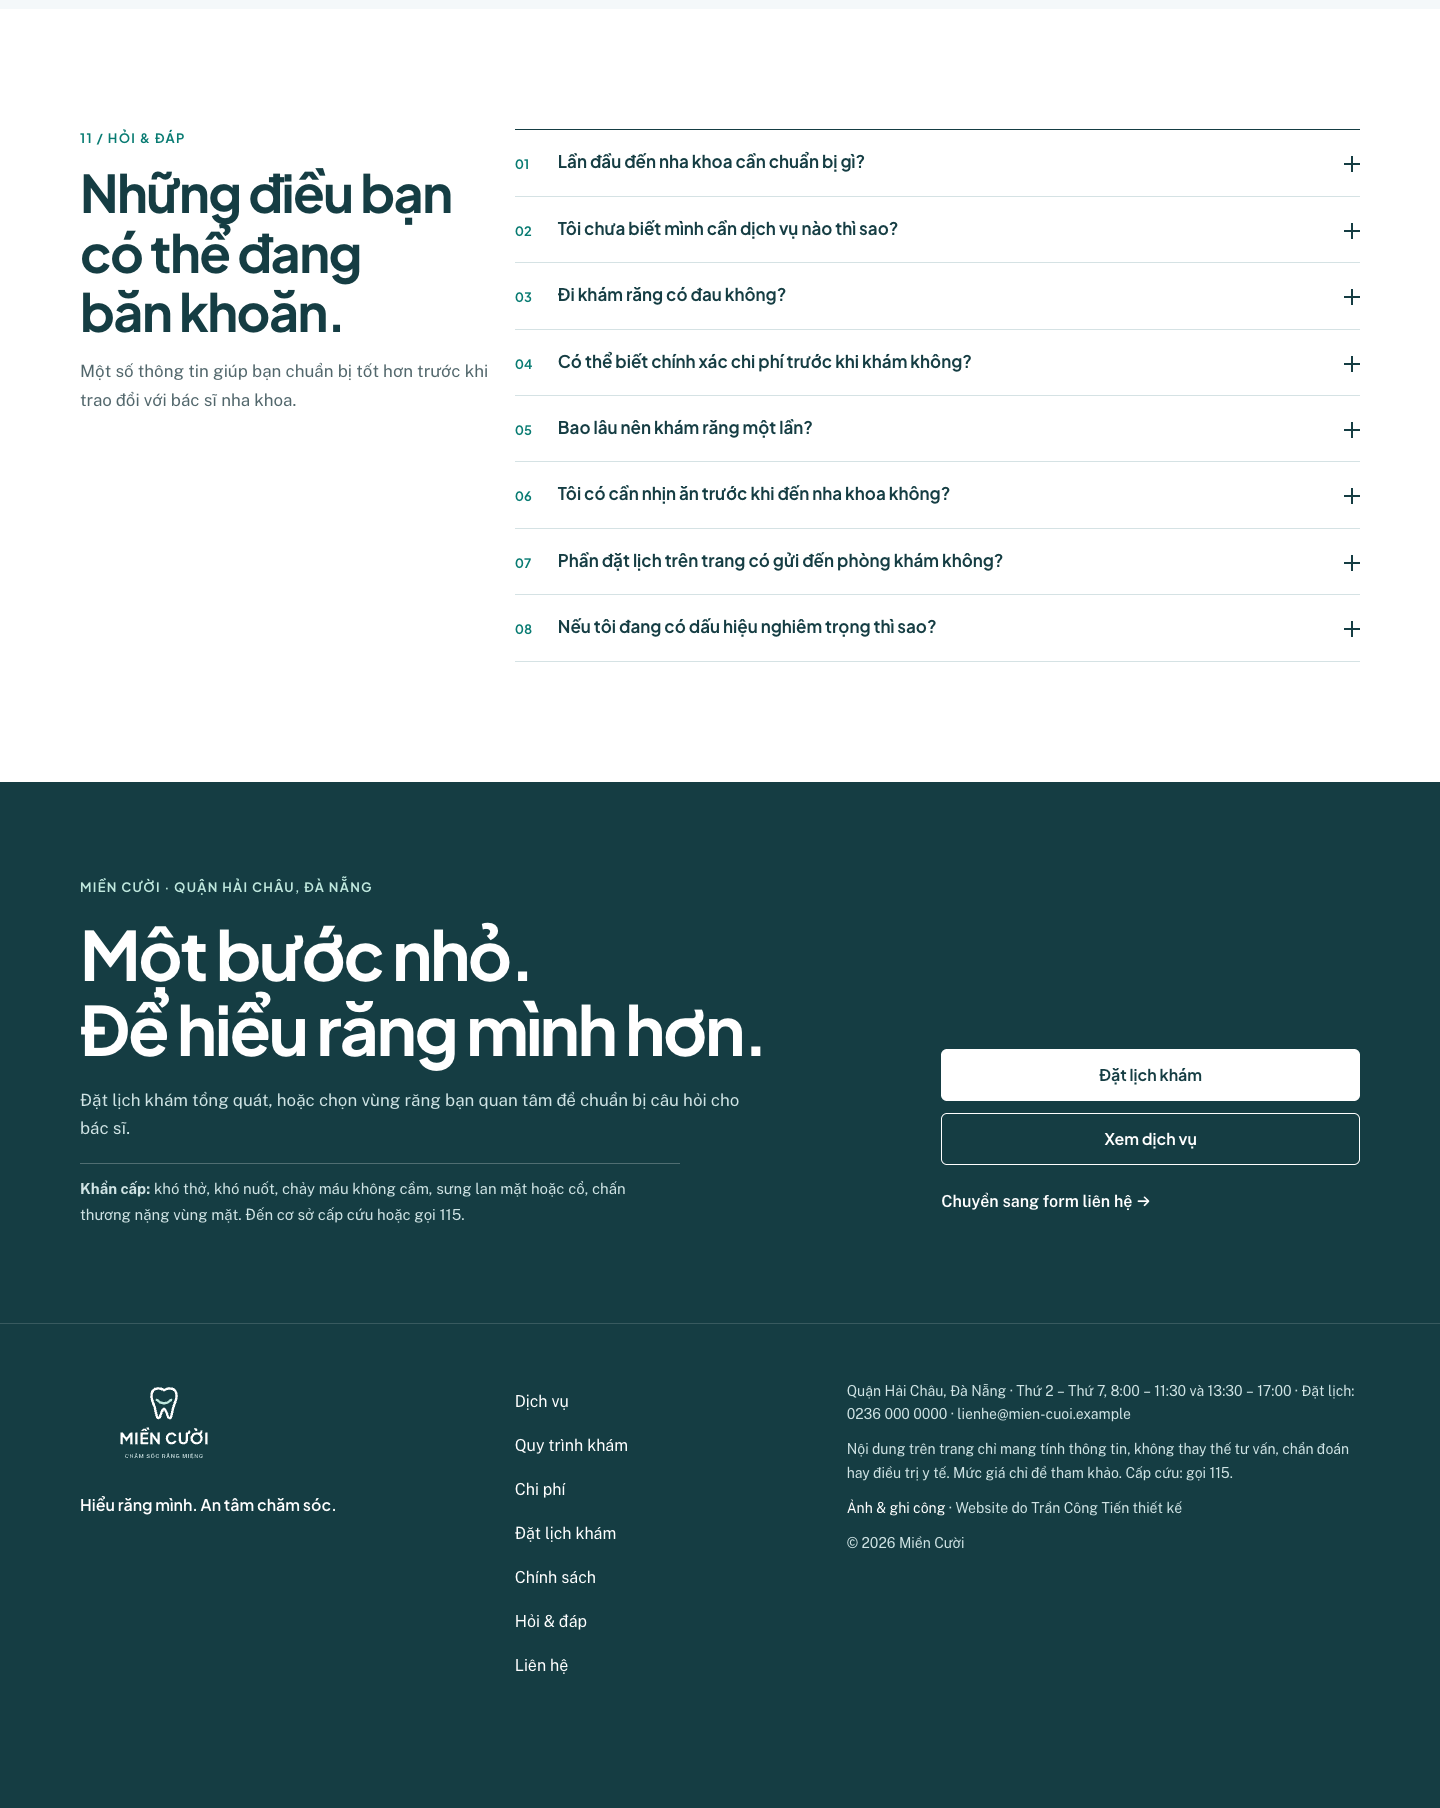 11 / HỎI & ĐÁP
Những điều bạn
có thể đang
băn khoăn.
Một số thông tin giúp bạn chuẩn bị tốt hơn trước khi
trao đổi với bác sĩ nha khoa.
01 Lần đầu đến nha khoa cần chuẩn bị gì?
02 Tôi chưa biết mình cần dịch vụ nào thì sao?
03 Đi khám răng có đau không?
04 Có thể biết chính xác chi phí trước khi khám không?
05 Bao lâu nên khám răng một lần?
06 Tôi có cần nhịn ăn trước khi đến nha khoa không?
07 Phần đặt lịch trên trang có gửi đến phòng khám không?
08 Nếu tôi đang có dấu hiệu nghiêm trọng thì sao?
MIỀN CƯỜI · QUẬN HẢI CHÂU, ĐÀ NẴNG
Một bước nhỏ.
Để hiểu răng mình hơn.
Đặt lịch khám tổng quát, hoặc chọn vùng răng bạn quan tâm để chuẩn bị câu hỏi cho
bác sĩ.
Khẩn cấp: khó thở, khó nuốt, chảy máu không cầm, sưng lan mặt hoặc cổ, chấn
thương nặng vùng mặt. Đến cơ sở cấp cứu hoặc gọi 115.
Đặt lịch khám
Xem dịch vụ
Chuyển sang form liên hệ →
MIỀN CƯỜI
CHĂM SÓC RĂNG MIỆNG
Hiểu răng mình. An tâm chăm sóc.
Dịch vụ
Quy trình khám
Chi phí
Đặt lịch khám
Chính sách
Hỏi & đáp
Liên hệ
Quận Hải Châu, Đà Nẵng · Thứ 2 – Thứ 7, 8:00 – 11:30 và 13:30 – 17:00 · Đặt lịch:
0236 000 0000 · lienhe@mien-cuoi.example
Nội dung trên trang chỉ mang tính thông tin, không thay thế tư vấn, chẩn đoán
hay điều trị y tế. Mức giá chỉ để tham khảo. Cấp cứu: gọi 115.
Ảnh & ghi công · Website do Trần Công Tiến thiết kế
© 2026 Miền Cười